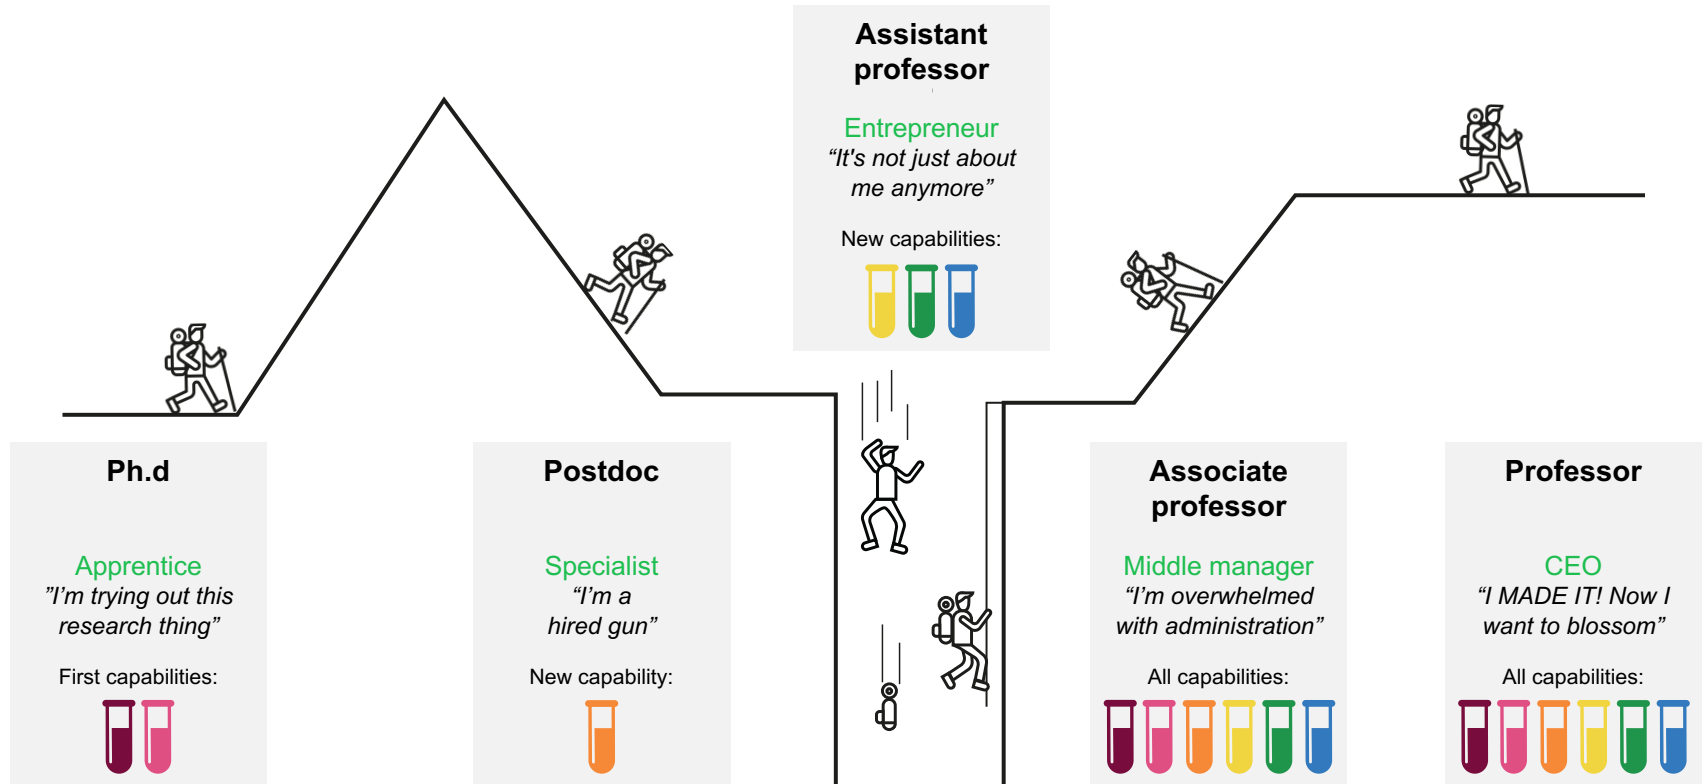 Assistant
professor
Entrepreneur
“It's not just about
me anymore”
New capabilities:
Ph.d
Apprentice
”I’m trying out this
research thing”
First capabilities:
Postdoc
Specialist
“I’m a
hired gun”
New capability:
Associate
professor
Middle manager
“I’m overwhelmed
with administration”
All capabilities:
Professor
CEO
“I MADE IT! Now I
want to blossom”
All capabilities: